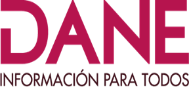 DANE
INFORMACIÓN PARA TODOS